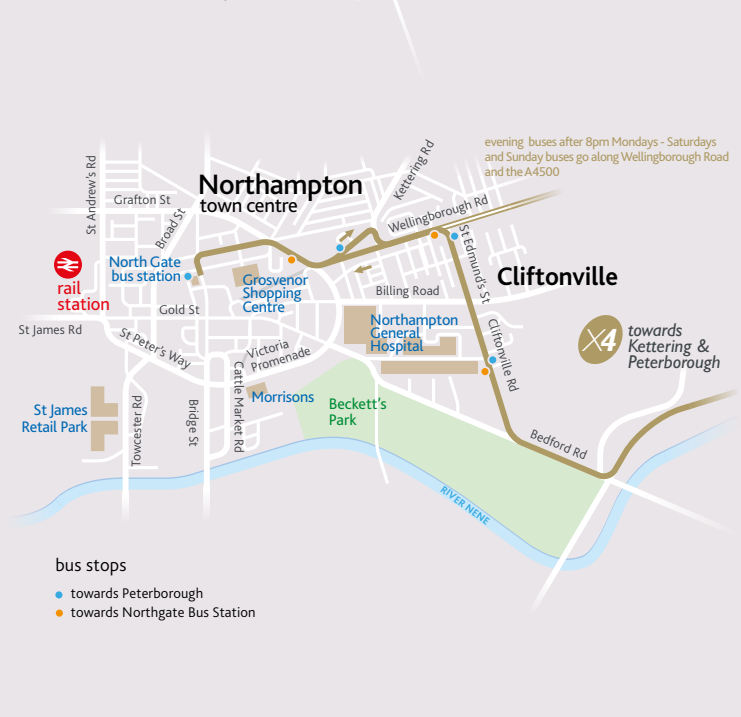 evening buses after 8pm Mondays - Saturdays
and Sunday buses go along Wellingborough Road
and the A4500
Kettering Rd
St Andrew's Rd
Northampton
town centre
Grafton St
Broad St
Wellingborough Rd
St Edmund's St
North Gate
bus station
Cliftonville
rail
station
Grosvenor
Shopping
Centre
Billing Road
Gold St
Northampton
General
Hospital
X4
towards
Kettering &
Peterborough
St James Rd
St Peter's Way
Victoria
Promenade
Cliftonville Rd
Cattle Market Rd
Morrisons
Beckett's
Park
St James
Retail Park
Towcester Rd
Bridge St
Bedford Rd
RIVER NENE
bus stops
towards Peterborough
towards Northgate Bus Station